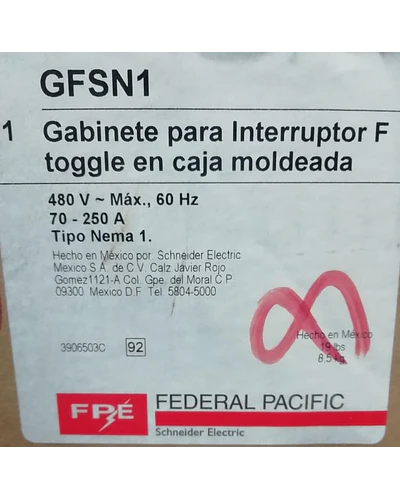 GFSN1
1 Gabinete para Interruptor F
toggle en caja moldeada
480 V ~ Máx., 60 Hz
70 - 250 A
Tipo Nema 1.
Hecho en México por: Schneider Electric
Mexico S.A. de C.V. Calz Javier Rojo
Gomez1121-A Col. Gpe. del Moral C.P
09300 Mexico D.F. Tel. 5804-5000
Hecho en México
19 lbs
8.5 kg
3906503C 92
FPE FEDERAL PACIFIC
Schneider Electric